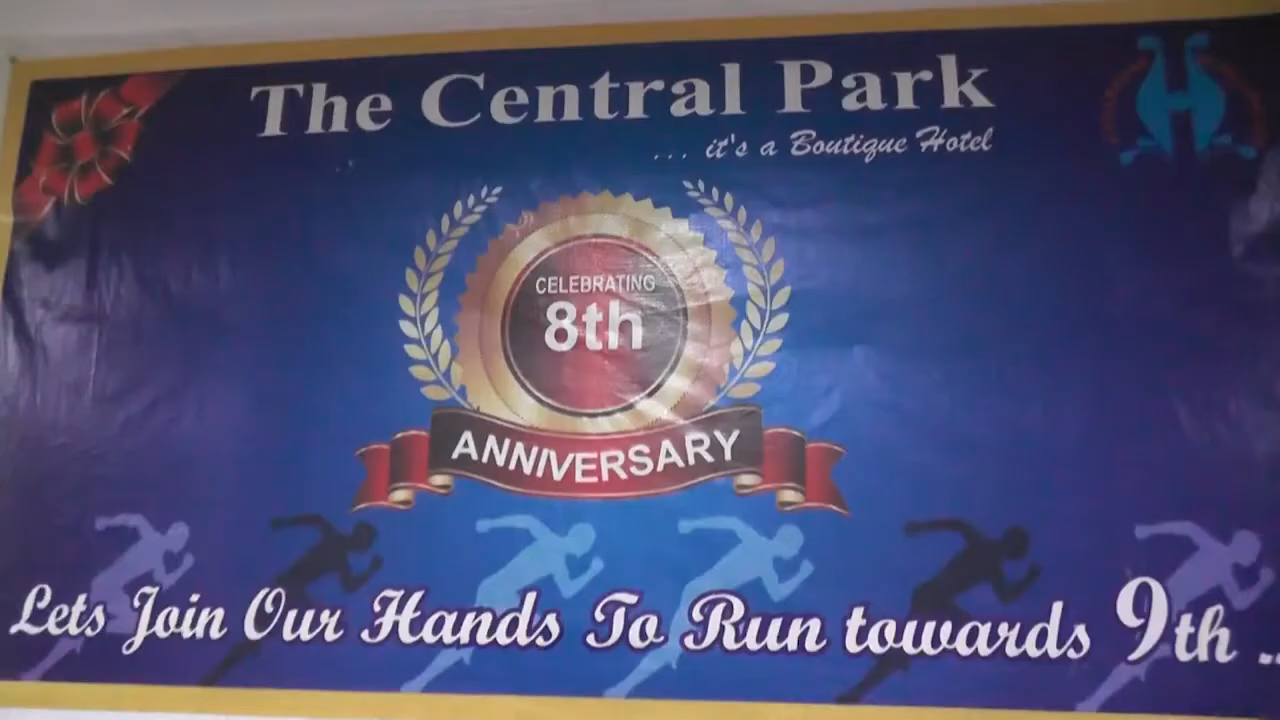 The Central Park
... it's a Boutique Hotel
CELEBRATING
8th
ANNIVERSARY
Lets Join Our Hands To Run towards 9th ..